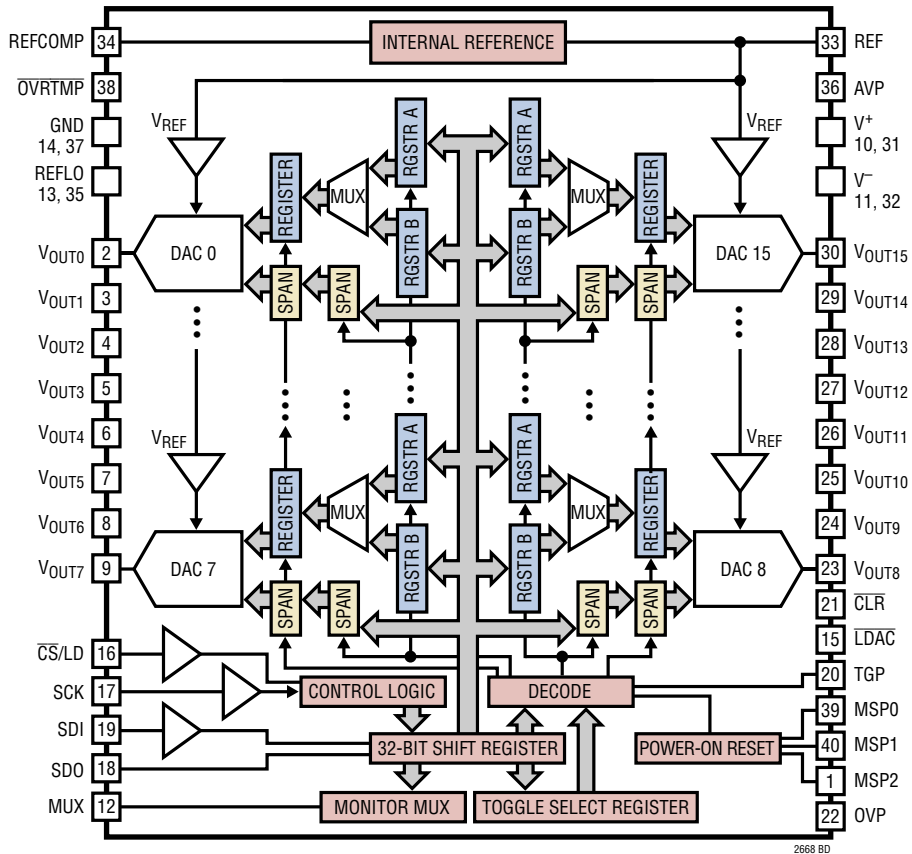 REFCOMP 34 INTERNAL REFERENCE 33 REF
OVRTMP 38 36 AVP
GND
14, 37
VREF VREF
V+
10, 31
REFLO
13, 35
V–
11, 32
REGISTER MUX RGSTR A RGSTR A MUX REGISTER
RGSTR B RGSTR B
VOUT0 2 DAC 0 DAC 15 30 VOUT15
SPAN SPAN SPAN SPAN
VOUT1 3 29 VOUT14
VOUT2 4 28 VOUT13
VOUT3 5 27 VOUT12
VOUT4 6 26 VOUT11
VREF VREF
RGSTR A RGSTR A
VOUT5 7 25 VOUT10
REGISTER MUX MUX REGISTER
VOUT6 8 24 VOUT9
RGSTR B RGSTR B
VOUT7 9 DAC 7 DAC 8 23 VOUT8
SPAN SPAN SPAN SPAN
21 CLR
CS/LD 16 15 LDAC
SCK 17 CONTROL LOGIC DECODE 20 TGP
SDI 19 39 MSP0
32-BIT SHIFT REGISTER POWER-ON RESET 40 MSP1
SDO 18 1 MSP2
MUX 12 MONITOR MUX TOGGLE SELECT REGISTER 22 OVP
2668 BD